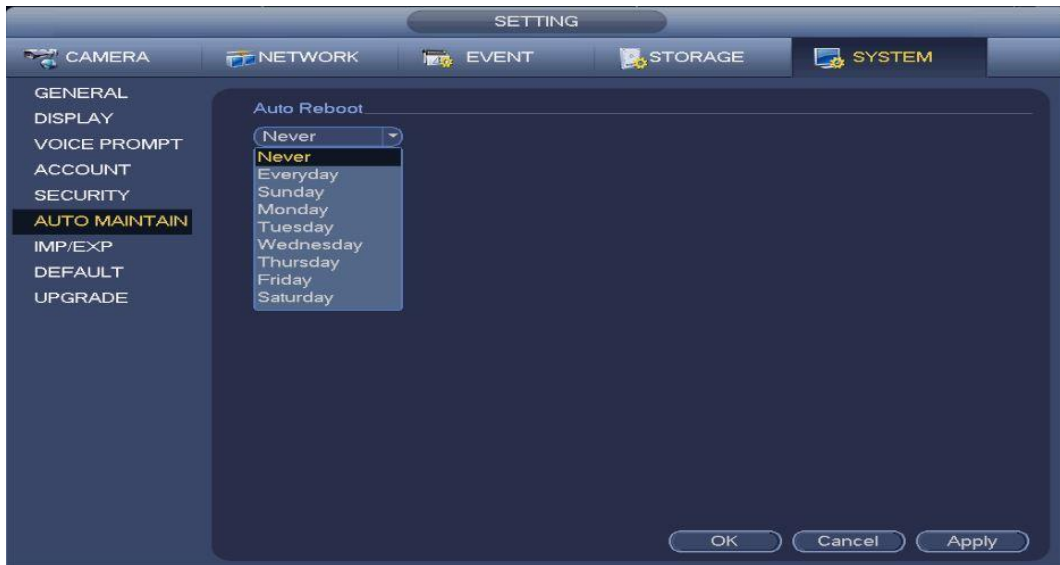 SETTING
CAMERA NETWORK EVENT STORAGE SYSTEM
GENERAL
DISPLAY
VOICE PROMPT
ACCOUNT
SECURITY
AUTO MAINTAIN
IMP/EXP
DEFAULT
UPGRADE
Auto Reboot
Never
Never
Everyday
Sunday
Monday
Tuesday
Wednesday
Thursday
Friday
Saturday
OK Cancel Apply